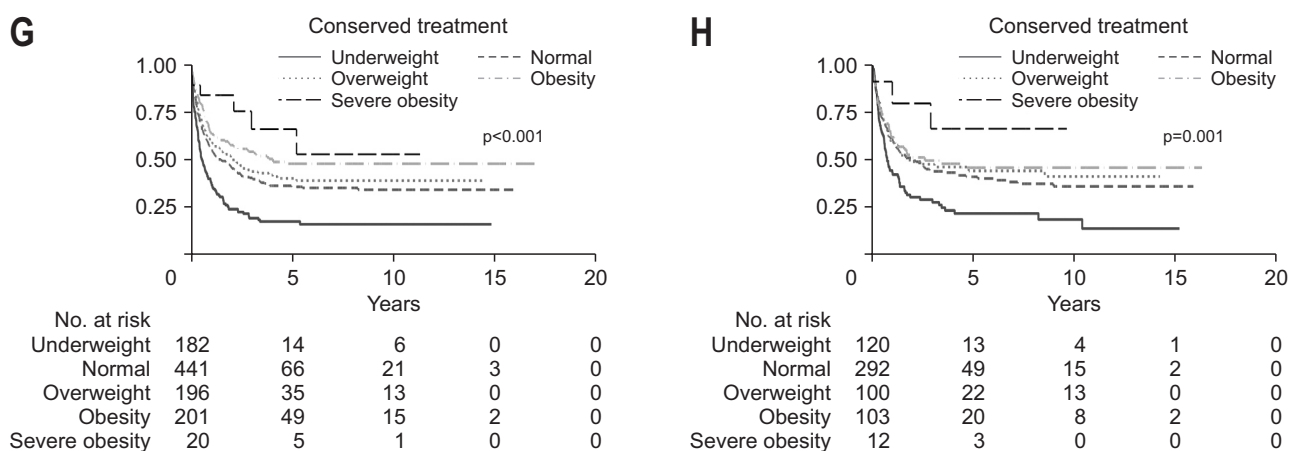 G
Conserved treatment
Underweight Normal
Overweight Obesity
Severe obesity
1.00
0.75
p<0.001
0.50
0.25
0 5 10 15 20
Years
No. at risk
Underweight 182 14 6 0 0
Normal 441 66 21 3 0
Overweight 196 35 13 0 0
Obesity 201 49 15 2 0
Severe obesity 20 5 1 0 0
H
Conserved treatment
Underweight Normal
Overweight Obesity
Severe obesity
1.00
0.75
p=0.001
0.50
0.25
0 5 10 15 20
Years
No. at risk
Underweight 120 13 4 1 0
Normal 292 49 15 2 0
Overweight 100 22 13 0 0
Obesity 103 20 8 2 0
Severe obesity 12 3 0 0 0